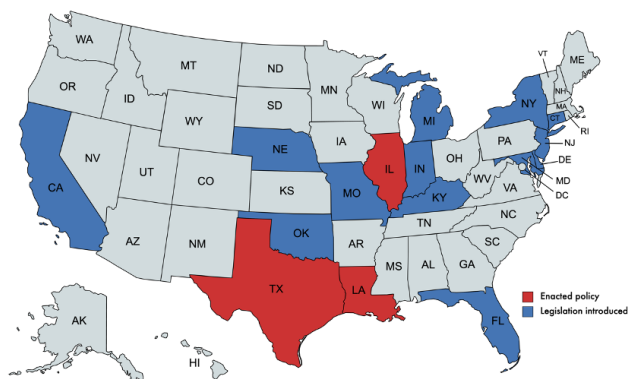 WA
MT
ND
MN
VT
ME
OR
ID
SD
WI
NH
MA
NY
CT
RI
WY
MI
NJ
IA
PA
NE
OH
DE
NV
IL
IN
MD
UT
WV
DC
CA
CO
KS
MO
KY
VA
NC
TN
AZ
NM
OK
AR
SC
MS
AL
GA
TX
LA
Enacted policy
Legislation introduced
FL
AK
HI